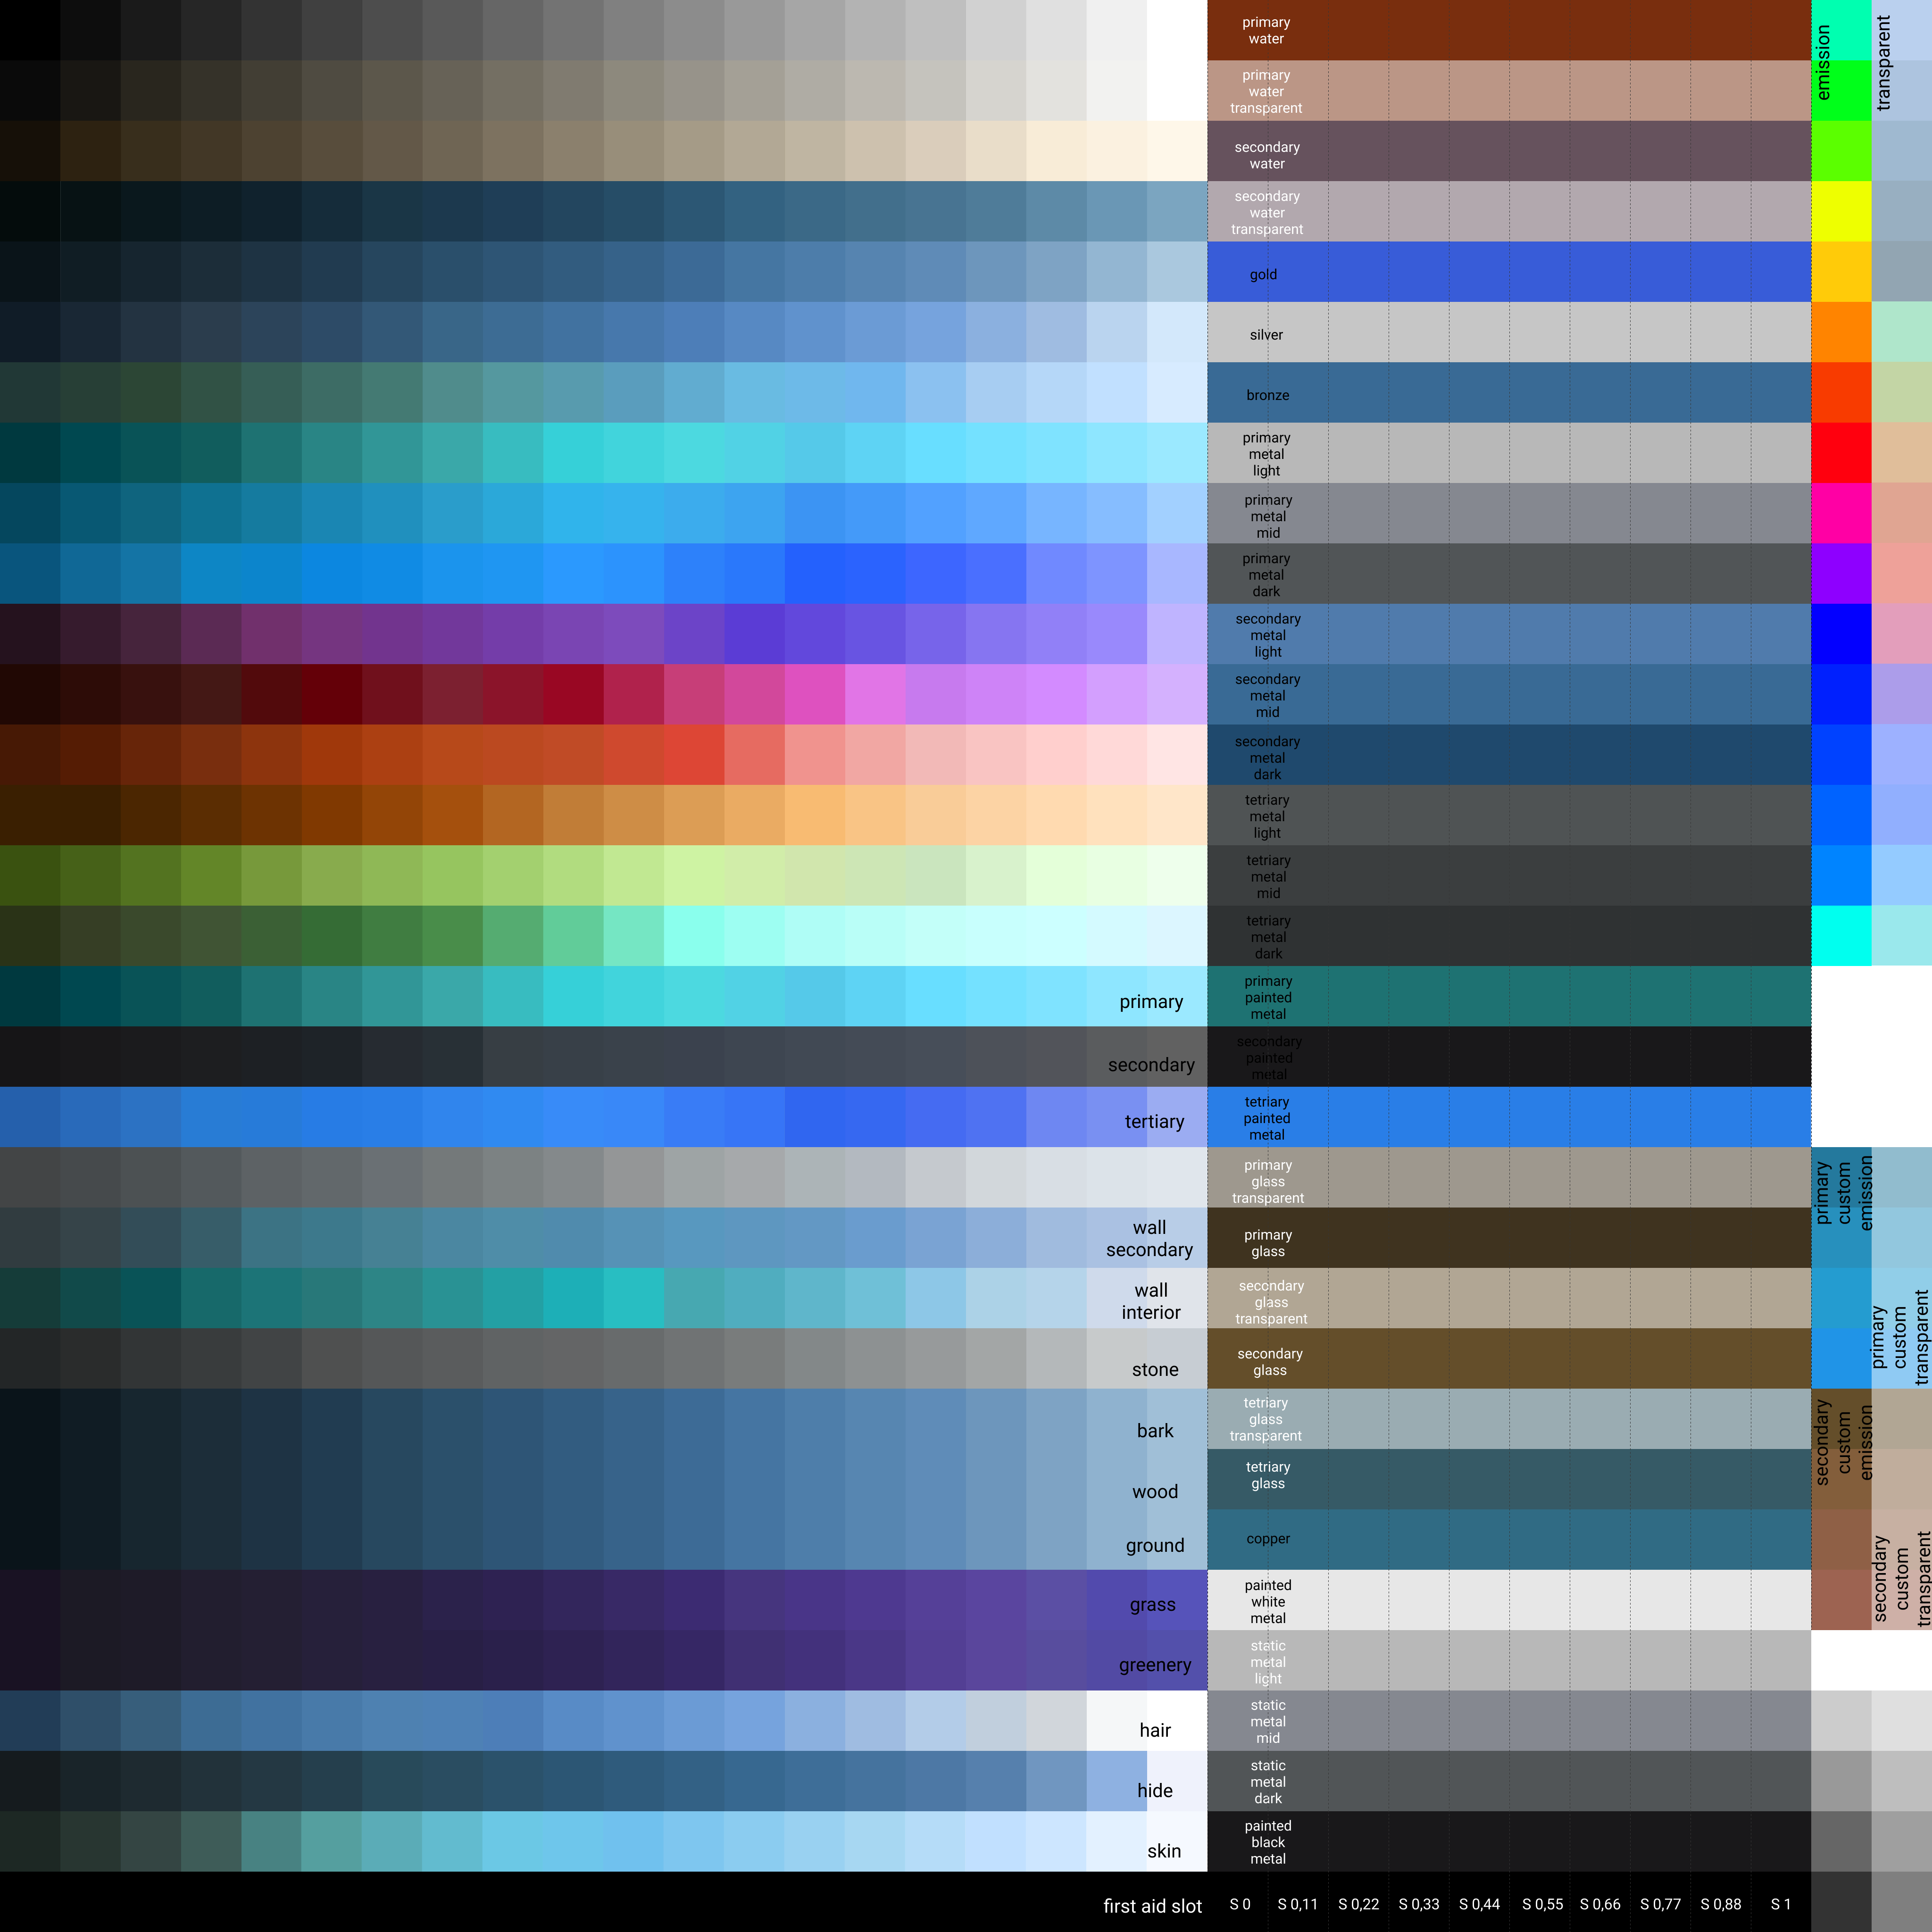 primary
water
primary
water
transparent
secondary
water
secondary
water
transparent
gold
silver
bronze
primary
metal
light
primary
metal
mid
primary
metal
dark
secondary
metal
light
secondary
metal
mid
secondary
metal
dark
tetriary
metal
light
tetriary
metal
mid
tetriary
metal
dark
primary
primary
painted
metal
secondary
secondary
painted
metal
tertiary
tetriary
painted
metal
primary
glass
transparent
wall
secondary
primary
glass
wall
interior
seccndary
glass
transparent
stone
secondary
glass
bark
tetriary
glass
transparent
wood
tetriary
glass
ground
copper
grass
painted
white
metal
greenery
static
metal
light
hair
static
metal
mid
hide
static
metal
dark
skin
painted
black
metal
first aid slot
S 0
S 0,11
S 0,22
S 0,33
S 0,44
S 0,55
S 0,66
S 0,77
S 0,88
S 1
emission
transparent
primary
custom
emission
primary
custom
transparent
secondary
custom
emission
secondary
custom
transparent